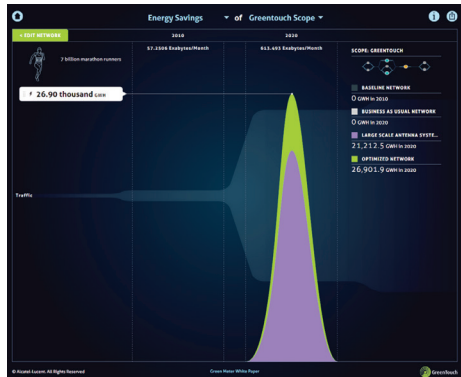 Energy Savings of Greentouch Scope
i
+ EDIT NETWORK
2010
2020
57.2506 Exabytes/Month
613.693 Exabytes/Month
7 billion marathon runners
26.90 thousand GWH
SCOPE: GREENTOUCH
BASELINE NETWORK
0 GWH in 2010
BUSINESS AS USUAL NETWORK
0 GWH in 2020
LARGE SCALE ANTENNA SYSTE...
21,212.5 GWH in 2020
OPTIMIZED NETWORK
26,901.9 GWH in 2020
Traffic
© Alcatel-Lucent. All Rights Reserved
Green Meter White Paper
GreenTouch